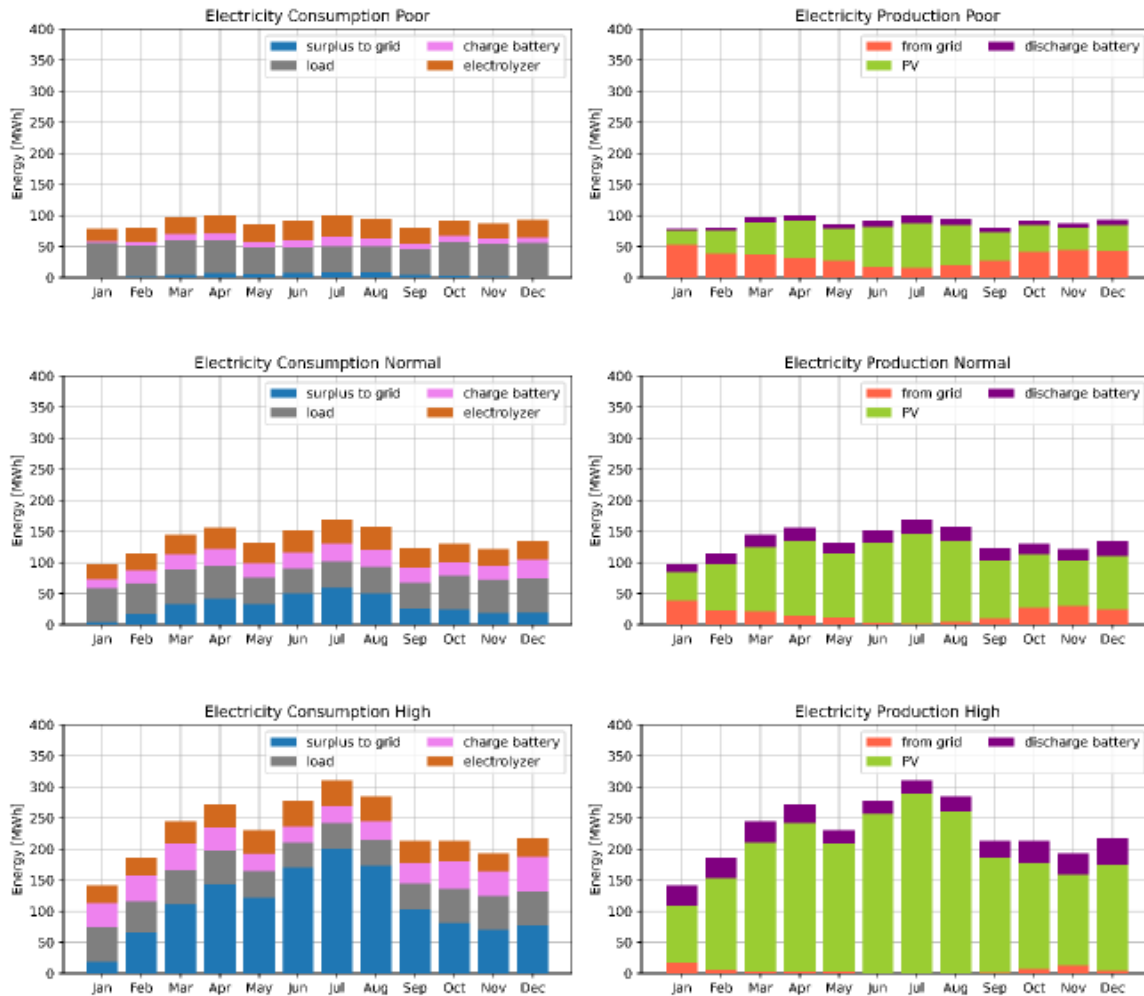 Electricity Consumption Poor
400
350
300
250
200
150
100
50
0
Energy [MWh]
surplus to grid
load
charge battery
electrolyzer
Jan Feb Mar Apr May Jun Jul Aug Sep Oct Nov Dec
Electricity Production Poor
400
350
300
250
200
150
100
50
0
Energy [MWh]
from grid
PV
discharge battery
Jan Feb Mar Apr May Jun Jul Aug Sep Oct Nov Dec
Electricity Consumption Normal
400
350
300
250
200
150
100
50
0
Energy [MWh]
surplus to grid
load
charge battery
electrolyzer
Jan Feb Mar Apr May Jun Jul Aug Sep Oct Nov Dec
Electricity Production Normal
400
350
300
250
200
150
100
50
0
Energy [MWh]
from grid
PV
discharge battery
Jan Feb Mar Apr May Jun Jul Aug Sep Oct Nov Dec
Electricity Consumption High
400
350
300
250
200
150
100
50
0
Energy [MWh]
surplus to grid
load
charge battery
electrolyzer
Jan Feb Mar Apr May Jun Jul Aug Sep Oct Nov Dec
Electricity Production High
400
350
300
250
200
150
100
50
0
Energy [MWh]
from grid
PV
discharge battery
Jan Feb Mar Apr May Jun Jul Aug Sep Oct Nov Dec